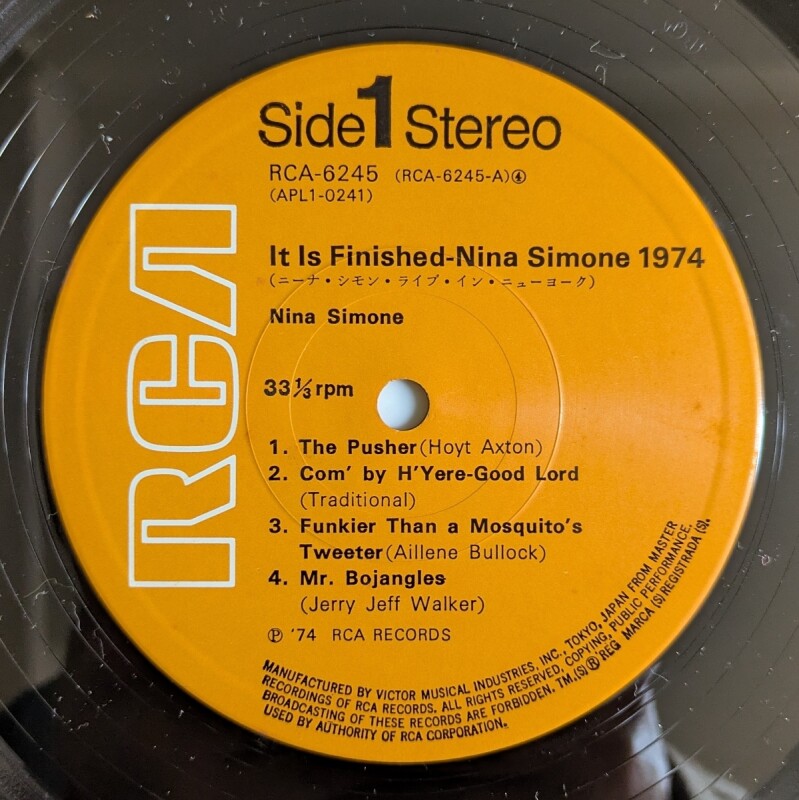 Side 1 Stereo
RCA-6245 (RCA-6245-A)④
(APL1-0241)
It Is Finished-Nina Simone 1974
(ニーナ・シモン・ライブ・イン・ニューヨーク)
Nina Simone
RCA
33 1/3 rpm
1. The Pusher (Hoyt Axton)
2. Com' by H'Yere-Good Lord
(Traditional)
3. Funkier Than a Mosquito's
Tweeter (Aillene Bullock)
4. Mr. Bojangles
(Jerry Jeff Walker)
℗ '74 RCA RECORDS
MANUFACTURED BY VICTOR MUSICAL INDUSTRIES, INC., TOKYO, JAPAN FROM MASTER
RECORDINGS OF RCA RECORDS. ALL RIGHTS RESERVED. COPYING, PUBLIC PERFORMANCE,
BROADCASTING OF THESE RECORDS ARE FORBIDDEN. TM,(S) ® REG MARCA (S) REGISTRADA (S).
USED BY AUTHORITY OF RCA CORPORATION.